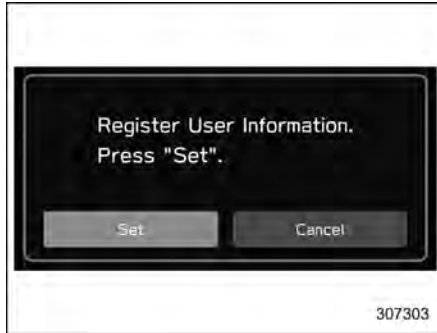 Register User Information.
Press "Set".
Set
Cancel
307303